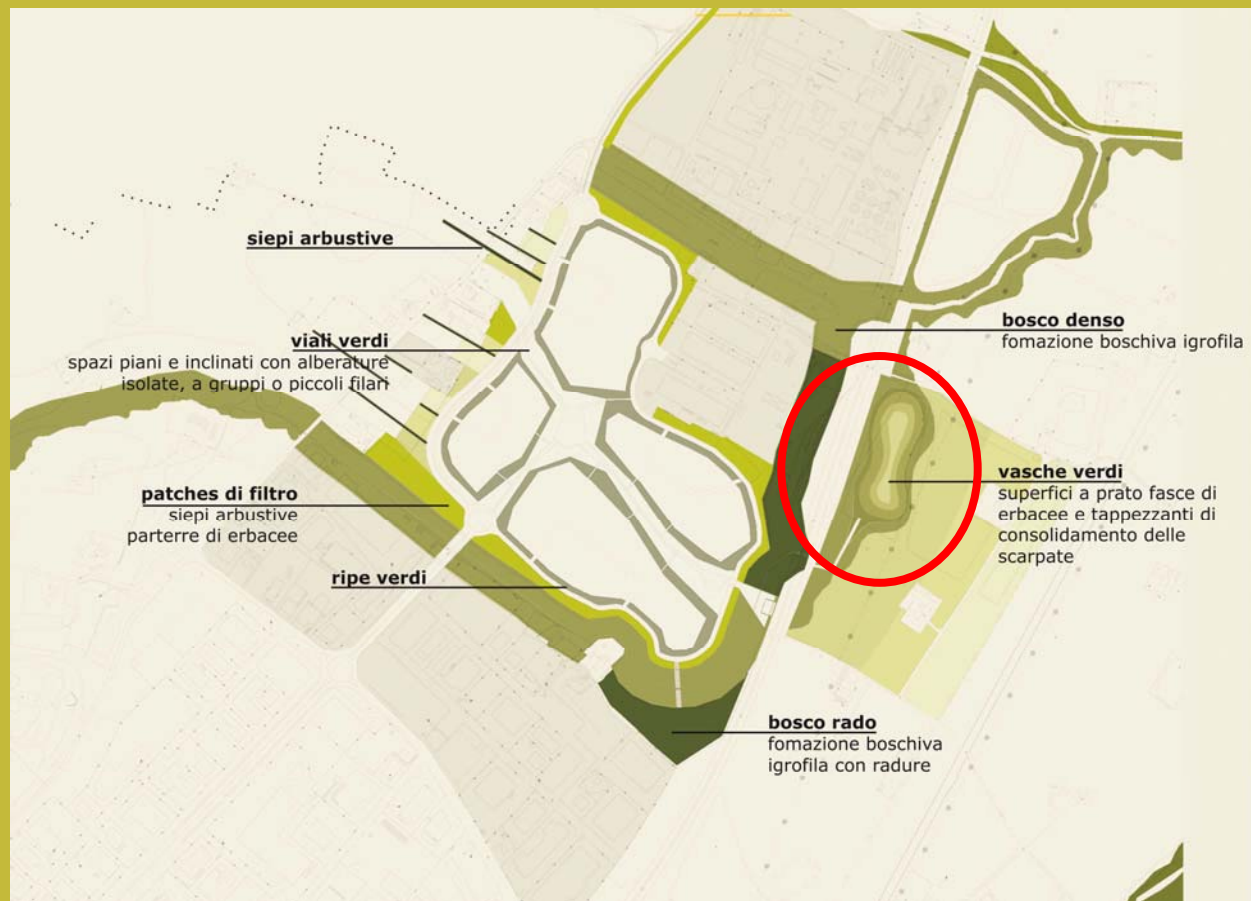 siepi arbustive
viali verdi
spazi piani e inclinati con alberature
isolate, a gruppi o piccoli filari
patches di filtro
siepi arbustive
parterre di erbacee
ripe verdi
bosco denso
fomazione boschiva igrofila
vasche verdi
superfici a prato fasce di
erbacee e tappezzanti di
consolidamento delle
scarpate
bosco rado
fomazione boschiva
igrofila con radure